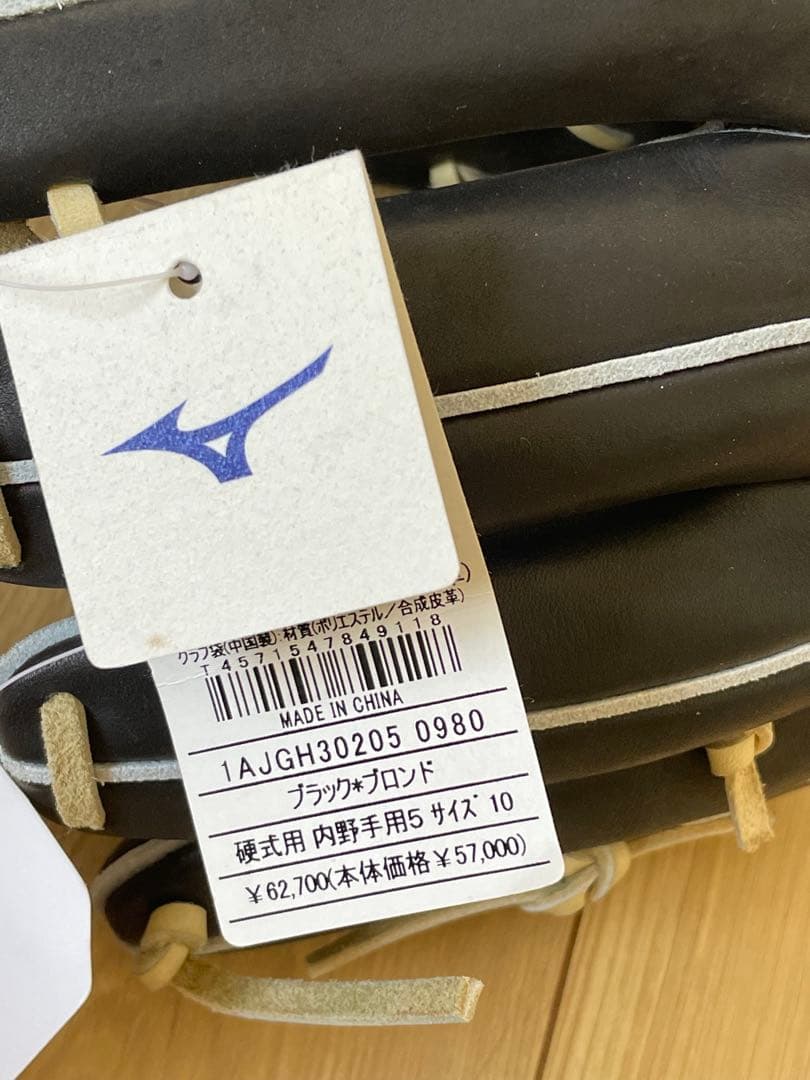 グラブ袋(中国製):材質(ポリエステル/合成皮革)
T 4571547849118
MADE IN CHINA
1AJGH30205 0980
ブラック*ブロンド
硬式用 内野手用5 サイズ 10
¥62,700(本体価格¥57,000)